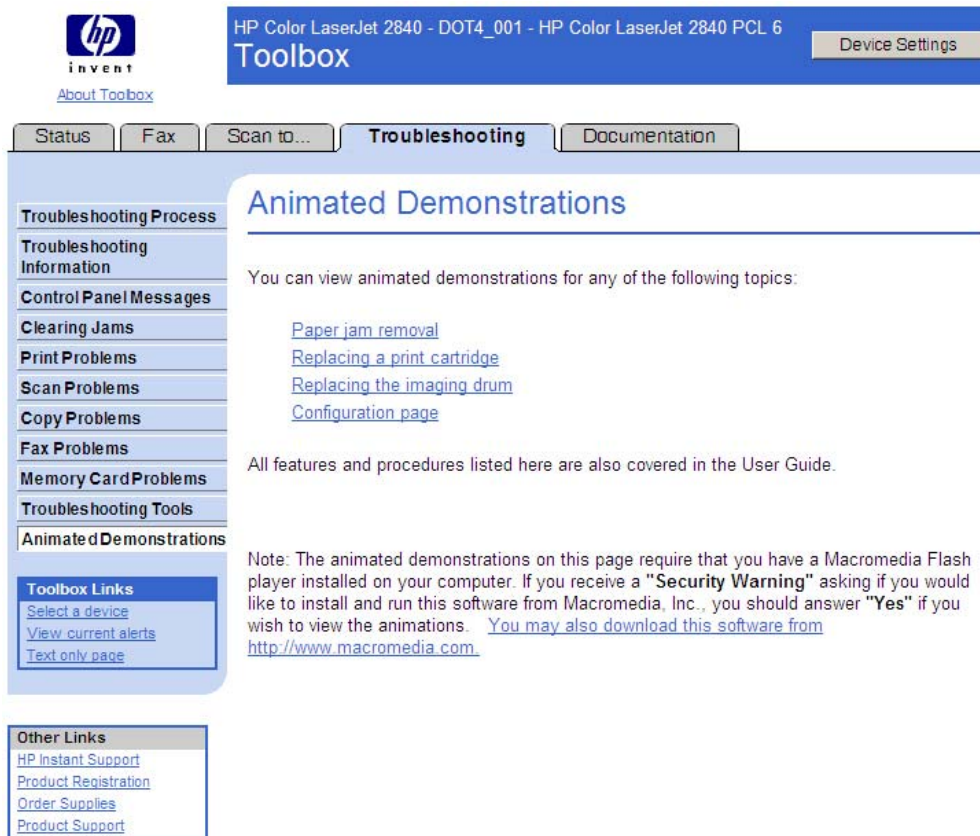 hp
invent
About Toolbox
HP Color LaserJet 2840 - DOT4_001 - HP Color LaserJet 2840 PCL 6
Toolbox
Device Settings
Status
Fax
Scan to...
Troubleshooting
Documentation
Troubleshooting Process
Troubleshooting
Information
Control Panel Messages
Clearing Jams
Print Problems
Scan Problems
Copy Problems
Fax Problems
Memory Card Problems
Troubleshooting Tools
Animated Demonstrations
Toolbox Links
Select a device
View current alerts
Text only page
Other Links
HP Instant Support
Product Registration
Order Supplies
Product Support
Animated Demonstrations
You can view animated demonstrations for any of the following topics:
Paper jam removal
Replacing a print cartridge
Replacing the imaging drum
Configuration page
All features and procedures listed here are also covered in the User Guide.
Note: The animated demonstrations on this page require that you have a Macromedia Flash
player installed on your computer. If you receive a "Security Warning" asking if you would
like to install and run this software from Macromedia, Inc., you should answer "Yes" if you
wish to view the animations. You may also download this software from
http://www.macromedia.com.